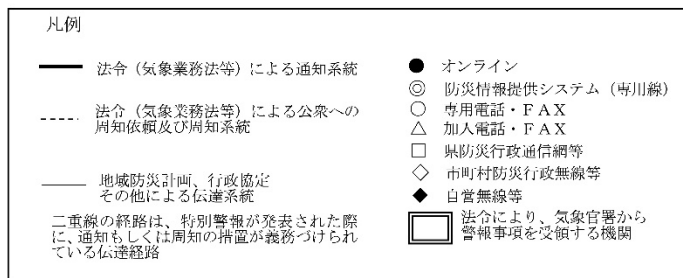 凡例
法令（気象業務法等）による通知系統
法令（気象業務法等）による公衆への
周知依頼及び周知系統
地域防災計画、行政協定
その他による伝達系統
二重線の経路は、特別警報が発表された際
に、通知もしくは周知の措置が義務づけられ
ている伝達経路
● オンライン
◎ 防災情報提供システム（専用線）
○ 専用電話・ＦＡＸ
△ 加入電話・ＦＡＸ
□ 県防災行政通信網等
◇ 市町村防災行政無線等
◆ 自営無線等
法令により、気象官署から
警報事項を受領する機関